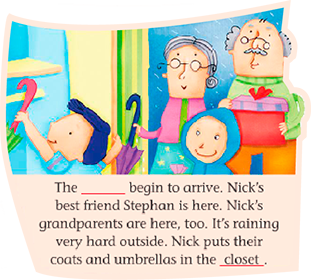 The ______ begin to arrive. Nick's
best friend Stephan is here. Nick's
grandparents are here, too. It's raining
very hard outside. Nick puts their
coats and umbrellas in the closet.